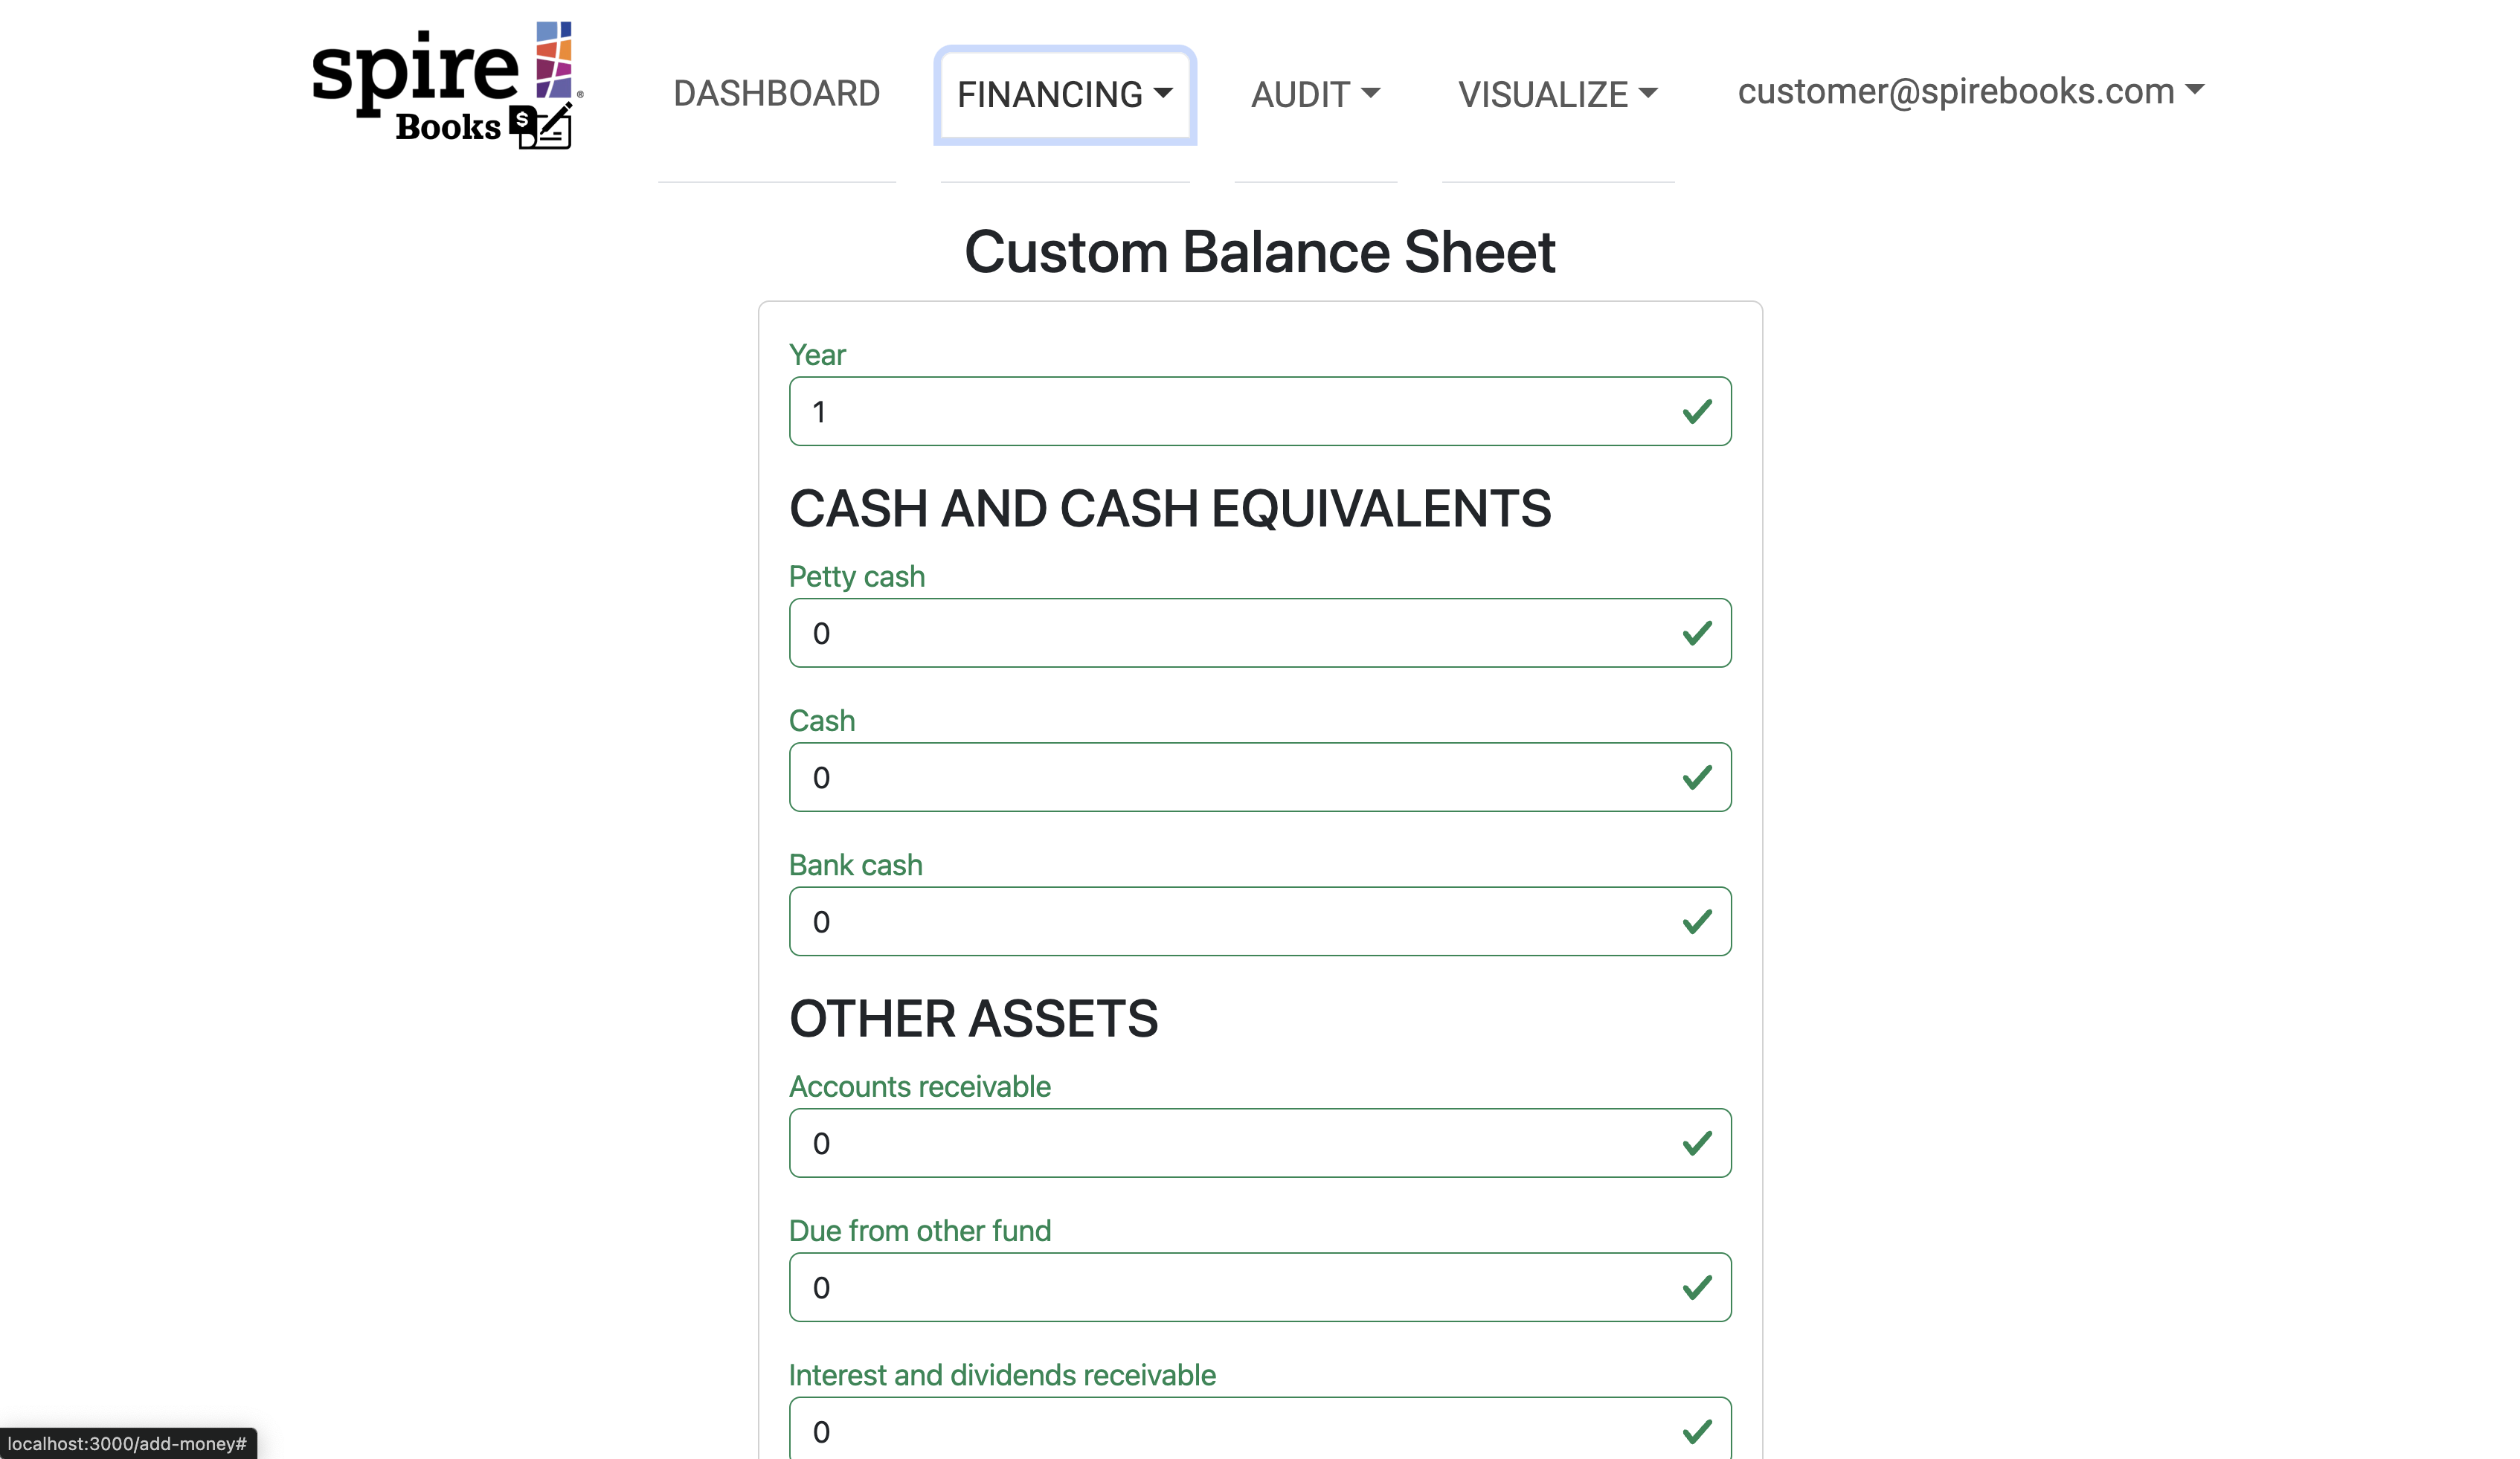 spire
®
Books
DASHBOARD
FINANCING
AUDIT
VISUALIZE
customer@spirebooks.com
Custom Balance Sheet
Year
1
CASH AND CASH EQUIVALENTS
Petty cash
0
Cash
0
Bank cash
0
OTHER ASSETS
Accounts receivable
0
Due from other fund
0
Interest and dividends receivable
0
localhost:3000/add-money#